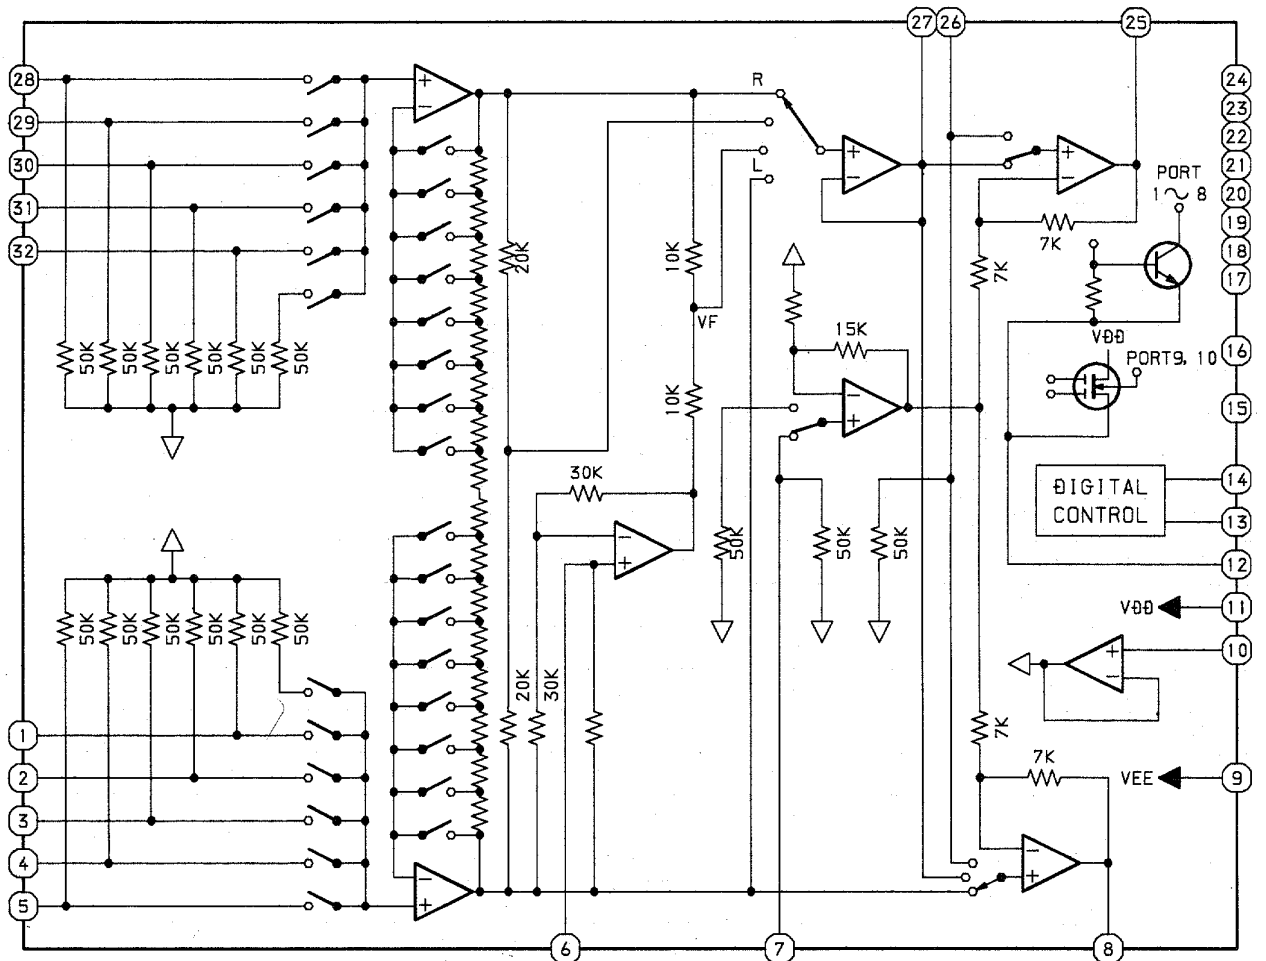 27 26 25
28 R 24
23
29 22
30 L 21
PORT
31 20
1~8
19
7K
32 18
20K 10K 7K 17
VF
15K VDD
50K 50K 50K 50K 50K 50K 16
PORT9, 10
10K
15
30K 14
DIGITAL
CONTROL
13
50K 50K 50K
12
VDD 11
50K 50K 50K 50K 50K 50K
10
20K 30K
1 7K
7K
2 VEE 9
3
4
5
6 7 8
+ −
+ −
+ −
− +
− +
+ −
− +
− +